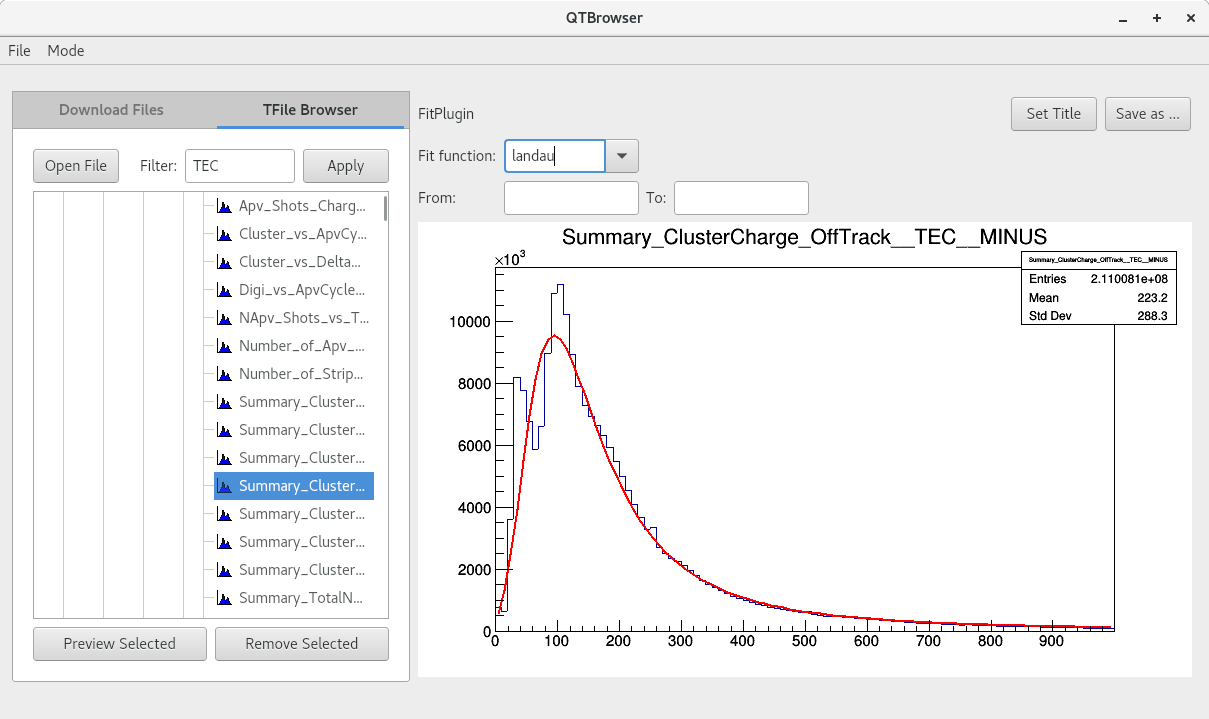 QTBrowser
File Mode
Download Files TFile Browser
Open File Filter: TEC Apply
Apv_Shots_Charg...
Cluster_vs_ApvCy...
Cluster_vs_Delta...
Digi_vs_ApvCycle...
NApv_Shots_vs_T...
Number_of_Apv_...
Number_of_Strip...
Summary_Cluster...
Summary_Cluster...
Summary_Cluster...
Summary_Cluster...
Summary_Cluster...
Summary_Cluster...
Summary_Cluster...
Summary_TotalN...
Preview Selected Remove Selected
FitPlugin Set Title Save as ...
Fit function: landau
From: To:
Summary_ClusterCharge_OffTrack__TEC__MINUS
×10³
Summary_ClusterCharge_OffTrack__TEC__MINUS
Entries 2.110081e+08
Mean 223.2
Std Dev 288.3
10000
8000
6000
4000
2000
0
0 100 200 300 400 500 600 700 800 900